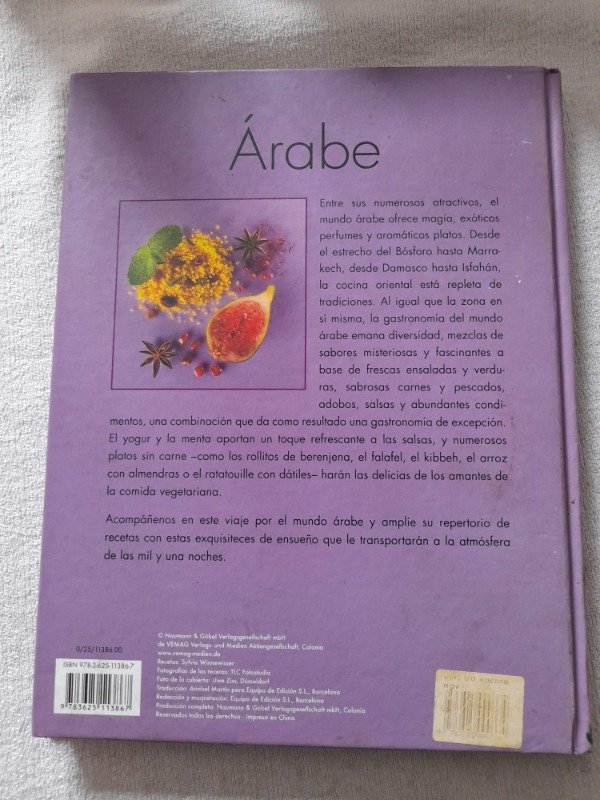 Árabe
Entre sus numerosos atractivos, el
mundo árabe ofrece magia, exóticos
perfumes y aromáticos platos. Desde
el estrecho del Bósforo hasta Marra-
kech, desde Damasco hasta Isfahán,
la cocina oriental está repleta de
tradiciones. Al igual que la zona en
sí misma, la gastronomía del mundo
árabe emana diversidad, mezclas de
sabores misteriosos y fascinantes a
base de frescas ensaladas y verdu-
ras, sabrosas carnes y pescados,
adobos, salsas y abundantes condi-
mentos, una combinación que da como resultado una gastronomía de excepción.
El yogur y la menta aportan un toque refrescante a las salsas, y numerosos
platos sin carne –como los rollitos de berenjena, el falafel, el kibbeh, el arroz
con almendras o el ratatouille con dátiles– harán las delicias de los amantes de
la comida vegetariana.
Acompáñenos en este viaje por el mundo árabe y amplie su repertorio de
recetas con estas exquisiteces de ensueño que le transportarán a la atmósfera
de las mil y una noches.
0/25/11386.00
ISBN 978-3-625-11386-7
9 783625 113867
© Naumann & Göbel Verlagsgesellschaft mbH
de VEMAG Verlags- und Medien Aktiengesellschaft, Colonia
www.vemag-medien.de
Recetas: Sylvia Winnewisser
Fotografías de las recetas: TLC Fotostudio
Foto de la cubierta: Uwe Ziss, Düsseldorf
Traducción: Anabel Martín para Equipo de Edición S.L., Barcelona
Redacción y maquetación: Equipo de Edición S.L., Barcelona
Producción completa: Naumann & Göbel Verlagsgesellschaft mbH, Colonia
Reservados todos los derechos - Impreso en China